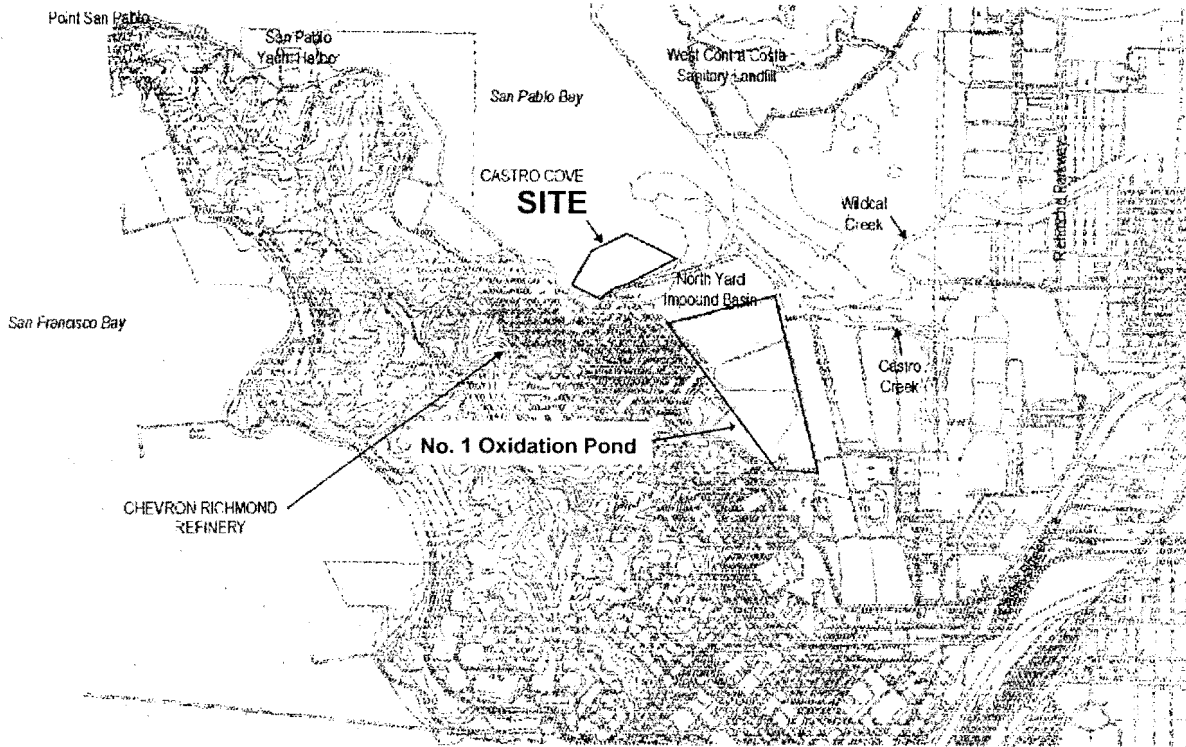 Point San Pablo
San Pablo
Yacht Harbor
San Pablo Bay
West Contra Costa
Sanitary Landfill
CASTRO COVE
SITE
Wildcat
Creek
Richmond Parkway
North Yard
Impound Basin
San Francisco Bay
Castro
Creek
No. 1 Oxidation Pond
CHEVRON RICHMOND
REFINERY